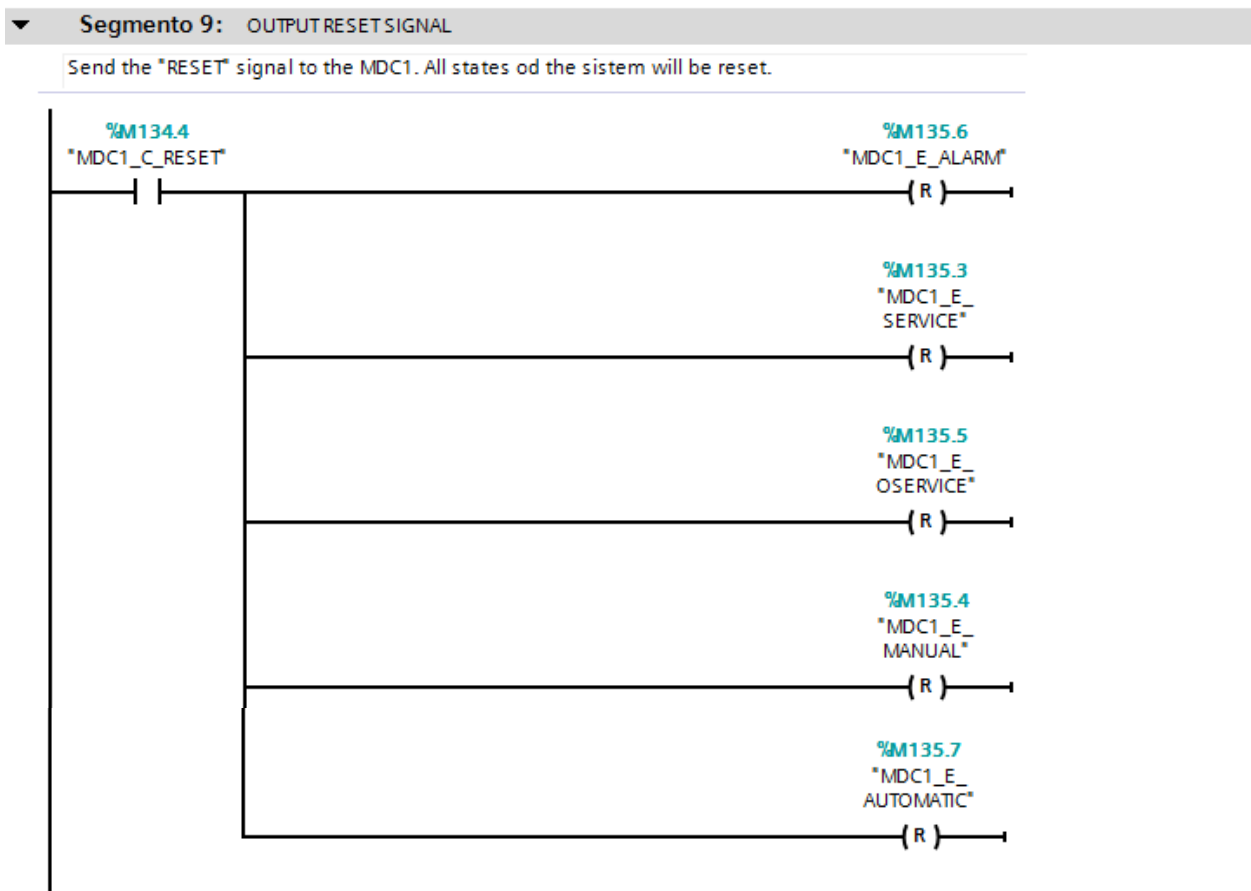 Segmento 9: OUTPUT RESET SIGNAL
Send the "RESET" signal to the MDC1. All states od the sistem will be reset.
%M134.4
"MDC1_C_RESET"
%M135.6
"MDC1_E_ALARM"
( R )
%M135.3
"MDC1_E_
SERVICE"
( R )
%M135.5
"MDC1_E_
OSERVICE"
( R )
%M135.4
"MDC1_E_
MANUAL"
( R )
%M135.7
"MDC1_E_
AUTOMATIC"
( R )